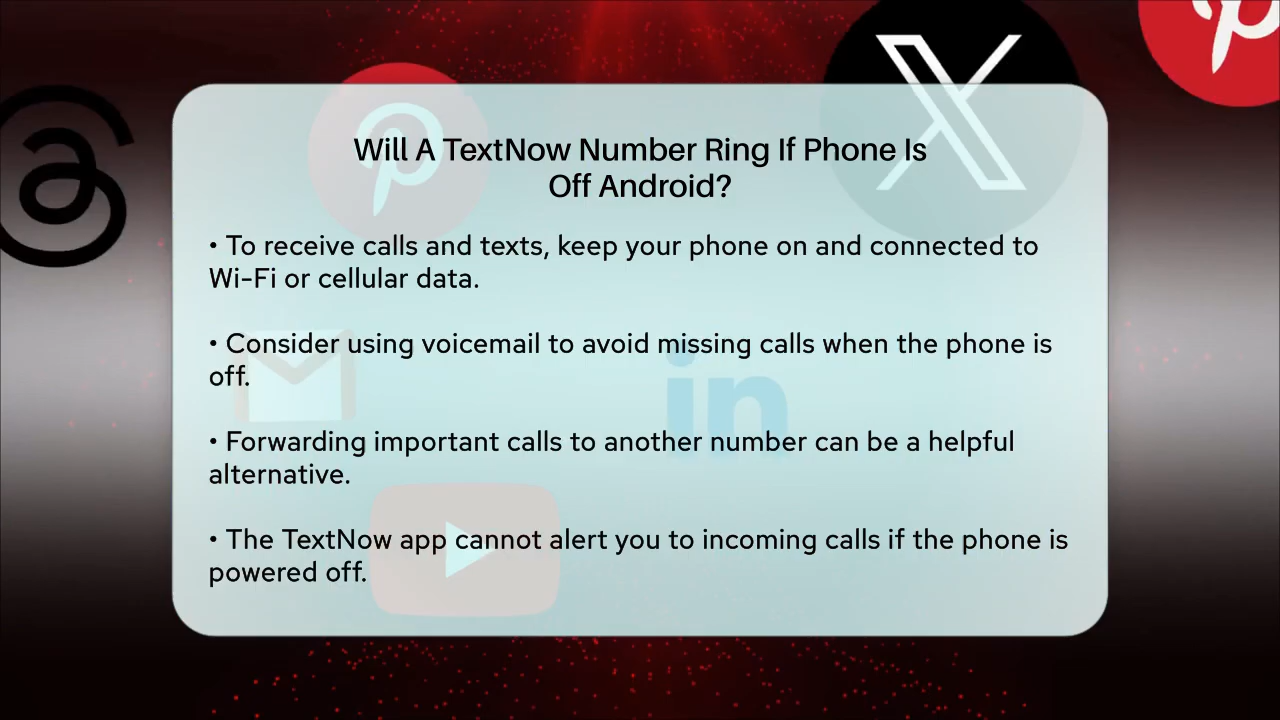 Will A TextNow Number Ring If Phone Is
Off Android?
• To receive calls and texts, keep your phone on and connected to
Wi-Fi or cellular data.
• Consider using voicemail to avoid missing calls when the phone is
off.
• Forwarding important calls to another number can be a helpful
alternative.
• The TextNow app cannot alert you to incoming calls if the phone is
powered off.
in